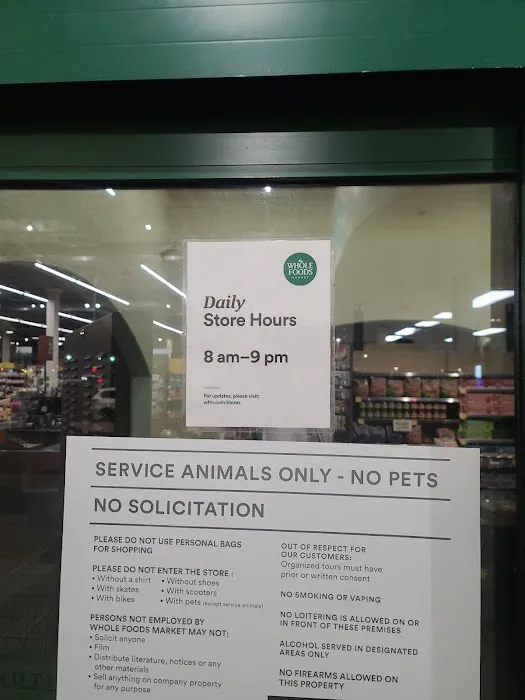 WHOLE
FOODS
MARKET
Daily
Store Hours
8 am–9 pm
For updates, please visit:
wfm.com/stores
SERVICE ANIMALS ONLY - NO PETS
NO SOLICITATION
PLEASE DO NOT USE PERSONAL BAGS
FOR SHOPPING
PLEASE DO NOT ENTER THE STORE :
• Without a shirt • Without shoes
• With skates • With scooters
• With bikes • With pets (except service animals)
PERSONS NOT EMPLOYED BY
WHOLE FOODS MARKET MAY NOT:
• Solicit anyone
• Film
• Distribute literature, notices or any
other materials
• Sell anything on company property
for any purpose
OUT OF RESPECT FOR
OUR CUSTOMERS:
Organized tours must have
prior or written consent
NO SMOKING OR VAPING
NO LOITERING IS ALLOWED ON OR
IN FRONT OF THESE PREMISES
ALCOHOL SERVED IN DESIGNATED
AREAS ONLY
NO FIREARMS ALLOWED ON
THIS PROPERTY